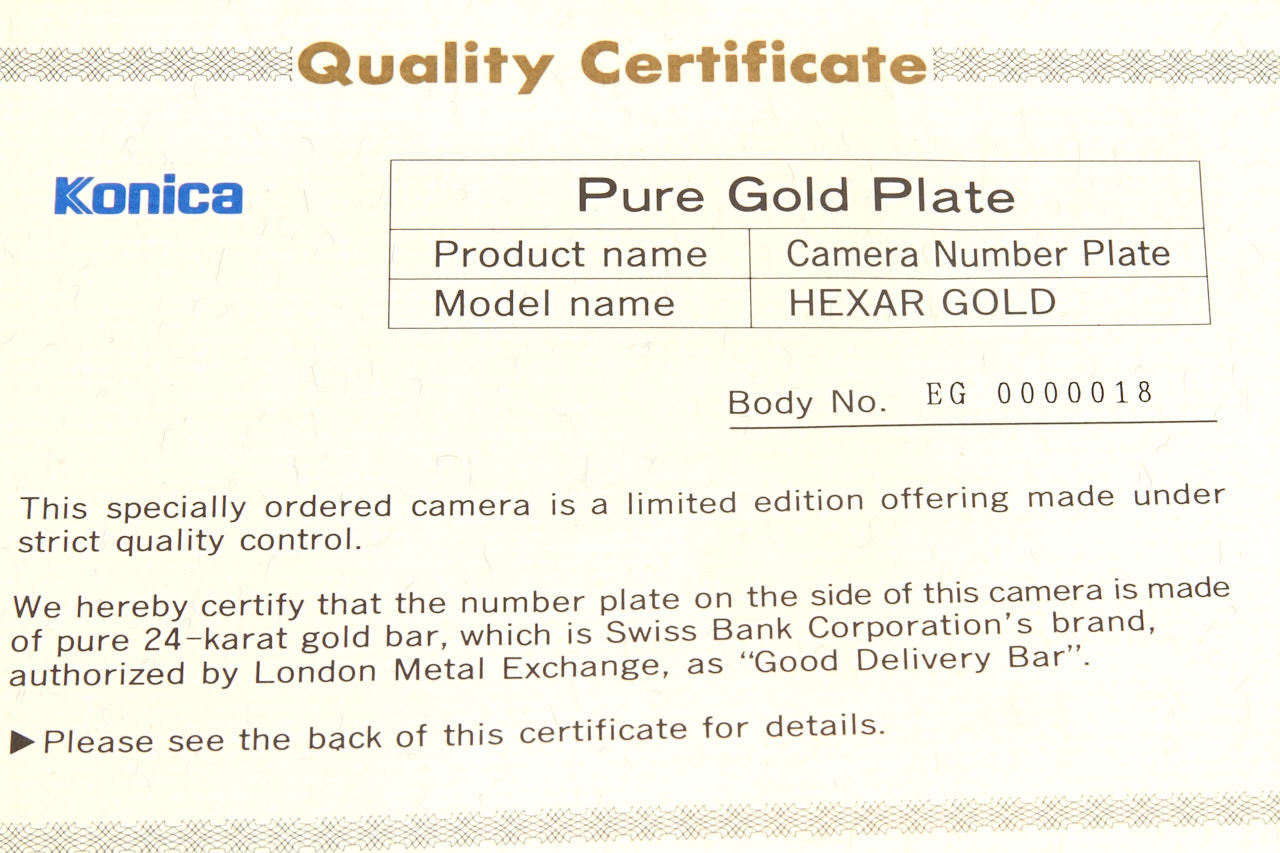 Quality Certificate
Konica
Pure Gold Plate
Product name Camera Number Plate
Model name HEXAR GOLD
Body No. EG 0000018
This specially ordered camera is a limited edition offering made under
strict quality control.
We hereby certify that the number plate on the side of this camera is made
of pure 24-karat gold bar, which is Swiss Bank Corporation's brand,
authorized by London Metal Exchange, as “Good Delivery Bar”.
▶Please see the back of this certificate for details.